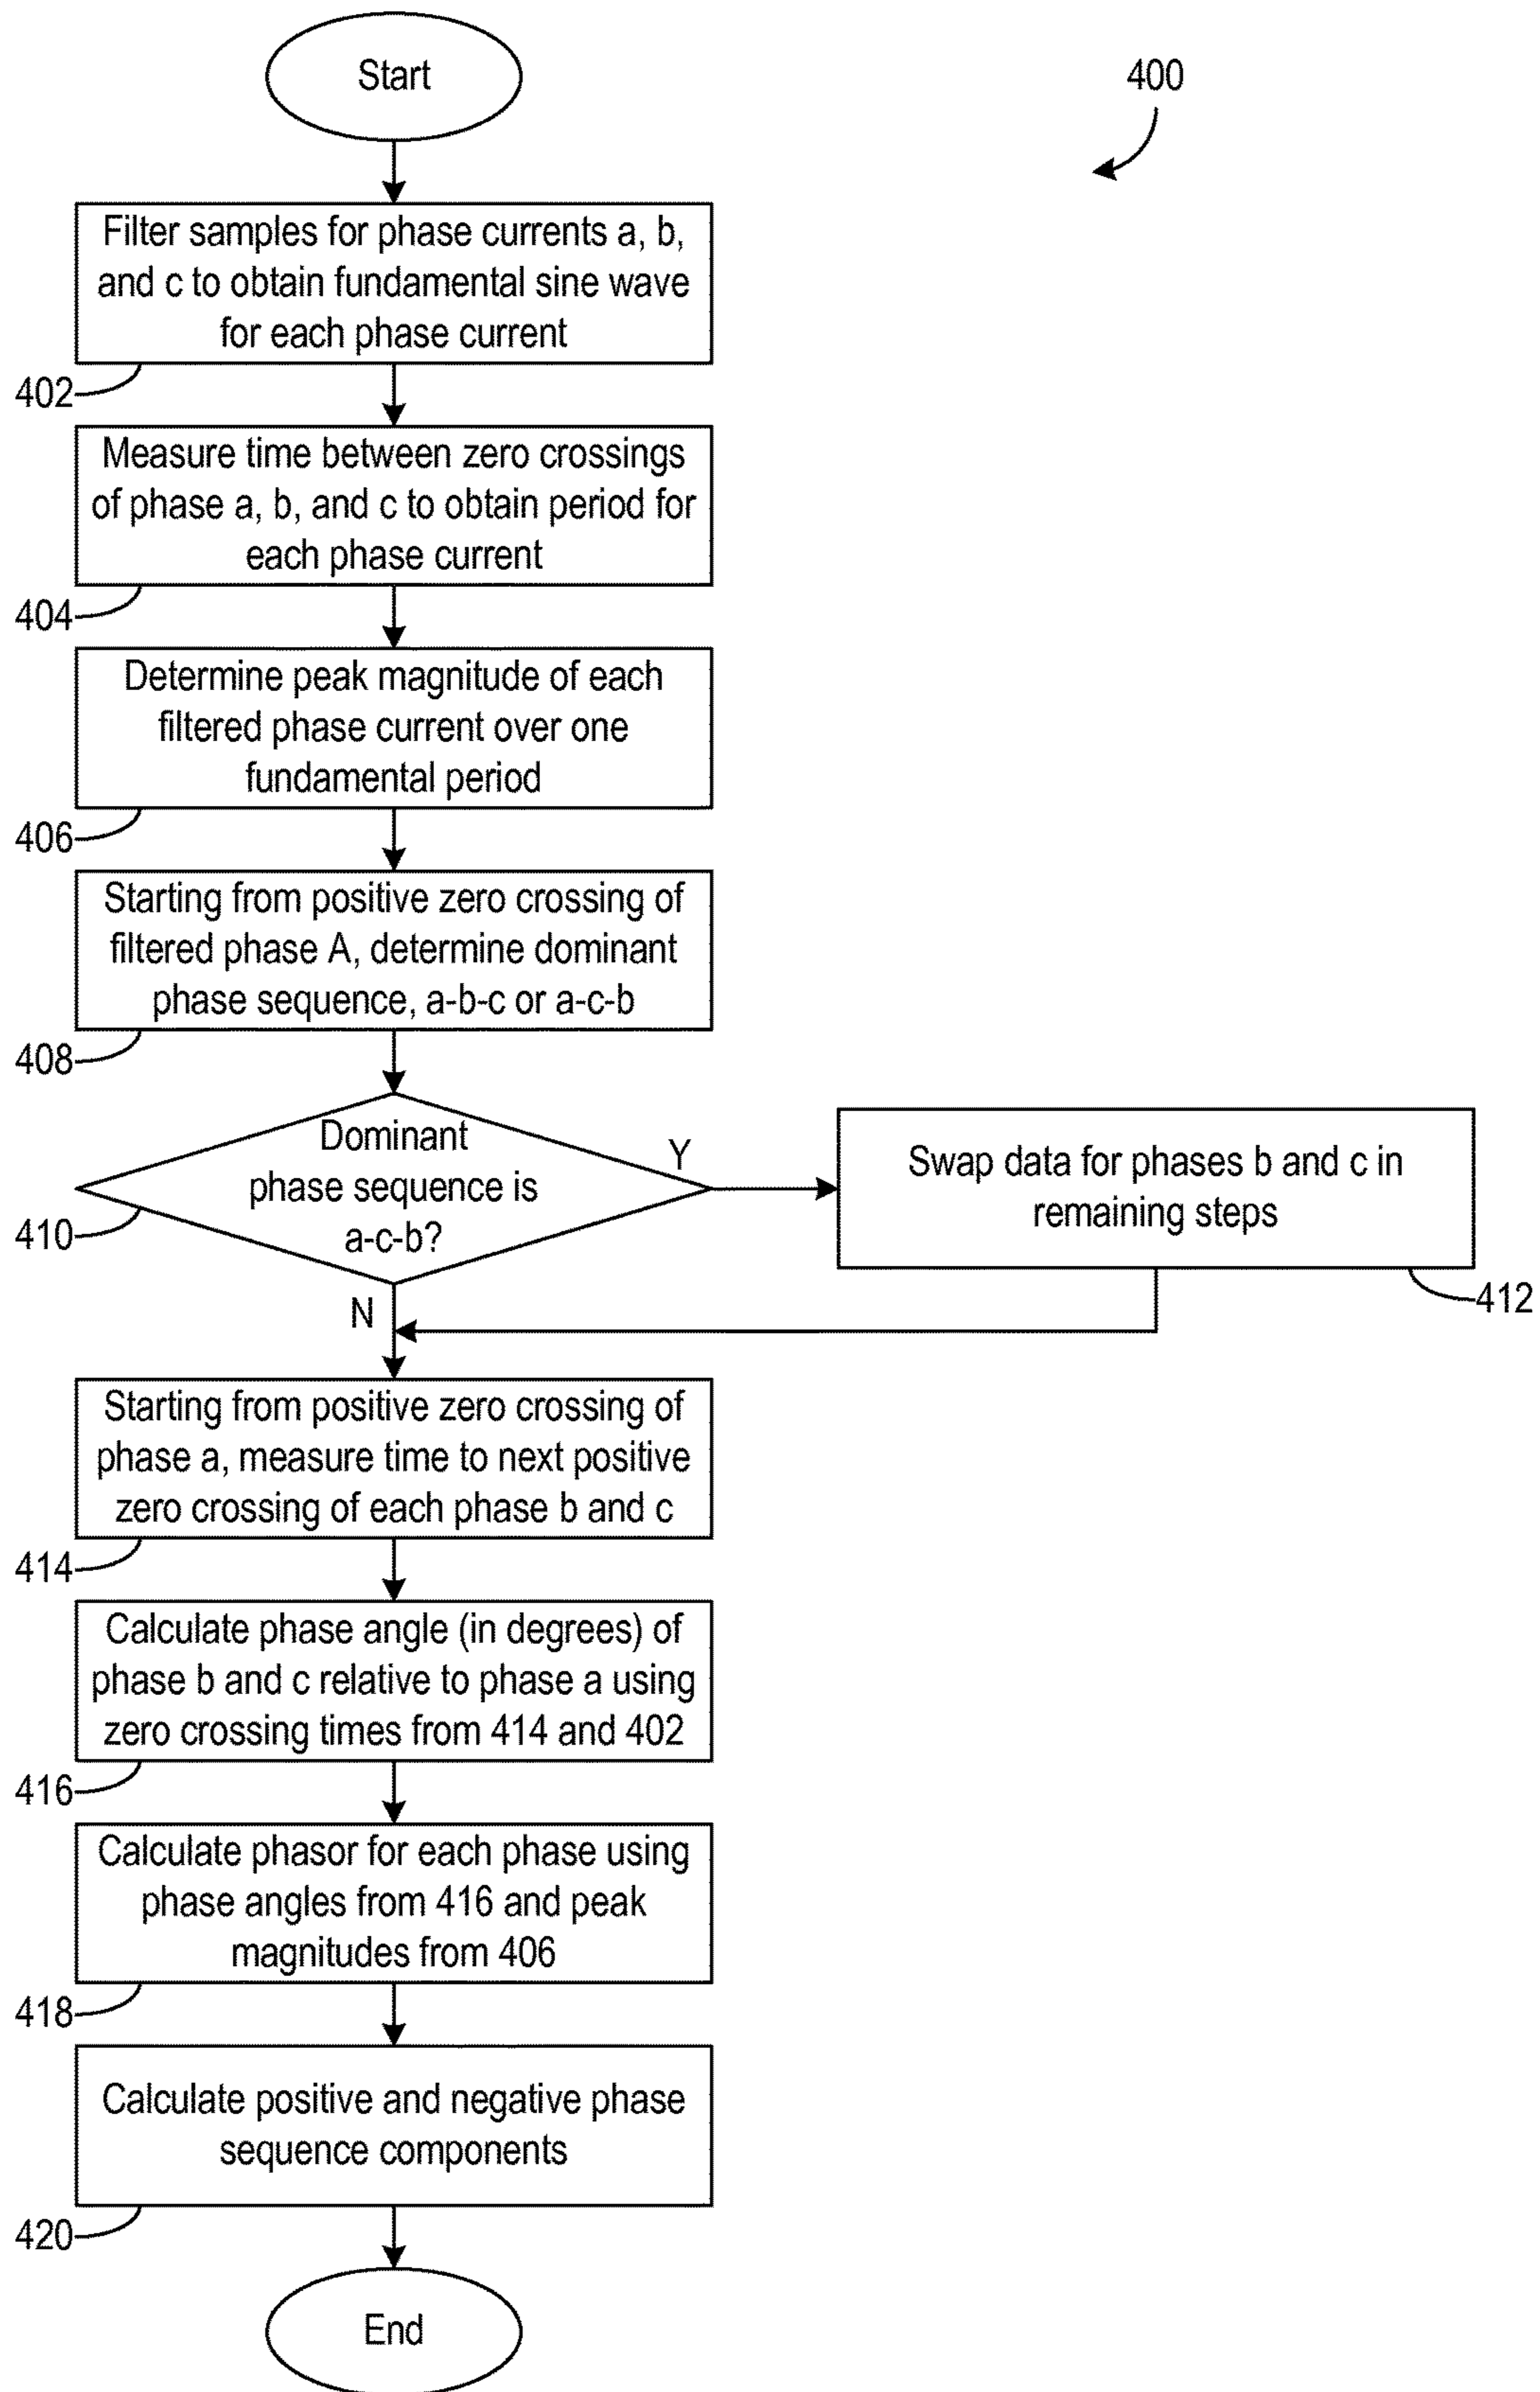 Start
400
Filter samples for phase currents a, b,
and c to obtain fundamental sine wave
for each phase current
402
Measure time between zero crossings
of phase a, b, and c to obtain period for
each phase current
404
Determine peak magnitude of each
filtered phase current over one
fundamental period
406
Starting from positive zero crossing of
filtered phase A, determine dominant
phase sequence, a-b-c or a-c-b
408
Dominant
phase sequence is
a-c-b?
Y
410
Swap data for phases b and c in
remaining steps
412
N
Starting from positive zero crossing of
phase a, measure time to next positive
zero crossing of each phase b and c
414
Calculate phase angle (in degrees) of
phase b and c relative to phase a using
zero crossing times from 414 and 402
416
Calculate phasor for each phase using
phase angles from 416 and peak
magnitudes from 406
418
Calculate positive and negative phase
sequence components
420
End